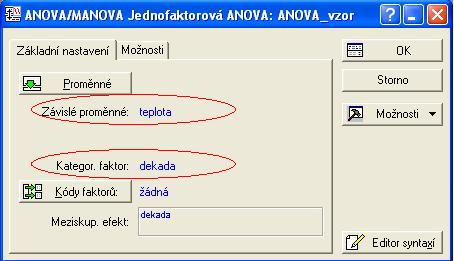 ANOVA/MANOVA Jednofaktorová ANOVA: ANOVA_vzor
Základní nastavení
Možnosti
Proměnné
Závislé proměnné: teplota
Kategor. faktor: dekada
Kódy faktorů: žádná
Meziskup. efekt: dekada
OK
Storno
Možnosti
Editor syntaxí